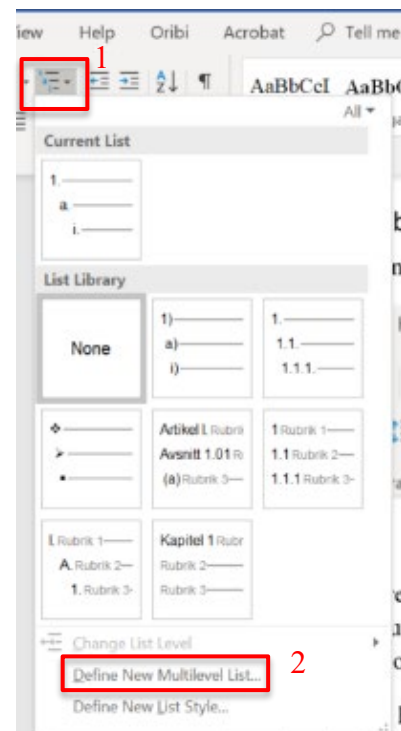 iew Help Oribi Acrobat Tell me
1
AaBbCcI AaBb
All
Current List
1.
a.
i.
List Library
None
1)
a)
i)
1.
1.1.
1.1.1.
Artikel I. Rubrik
Avsnitt 1.01 R
(a) Rubrik 3
1 Rubrik 1
1.1 Rubrik 2
1.1.1 Rubrik 3
I. Rubrik 1
A. Rubrik 2
1. Rubrik 3
Kapitel 1 Rubr
Rubrik 2
Rubrik 3
Change List Level
Define New Multilevel List... 2
Define New List Style...